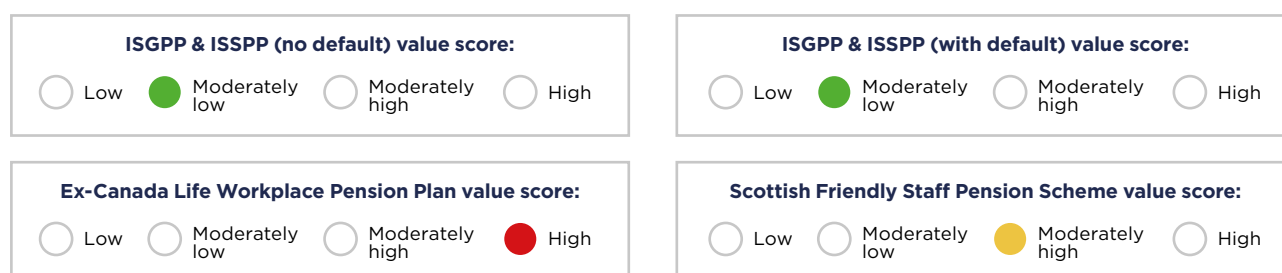 ISGPP & ISSPP (no default) value score:
Low
Moderately
low
Moderately
high
High
ISGPP & ISSPP (with default) value score:
Low
Moderately
low
Moderately
high
High
Ex-Canada Life Workplace Pension Plan value score:
Low
Moderately
low
Moderately
high
High
Scottish Friendly Staff Pension Scheme value score:
Low
Moderately
low
Moderately
high
High